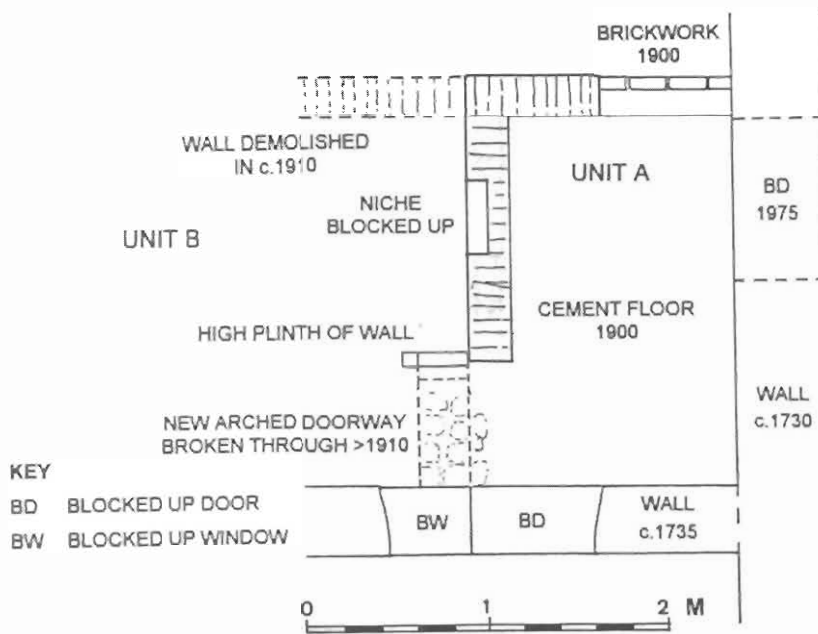 BRICKWORK
1900
WALL DEMOLISHED
IN c.1910
UNIT A
BD
1975
NICHE
BLOCKED UP
UNIT B
CEMENT FLOOR
1900
HIGH PLINTH OF WALL
WALL
c.1730
NEW ARCHED DOORWAY
BROKEN THROUGH >1910
KEY
BD BLOCKED UP DOOR
BW BLOCKED UP WINDOW
BW
BD
WALL
c.1735
0 1 2 M